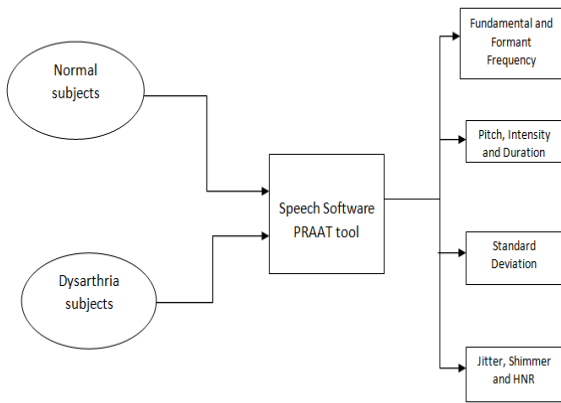 Normal
subjects
Dysarthria
subjects
Speech Software
PRAAT tool
Fundamental and
Formant
Frequency
Pitch, Intensity
and Duration
Standard
Deviation
Jitter, Shimmer
and HNR